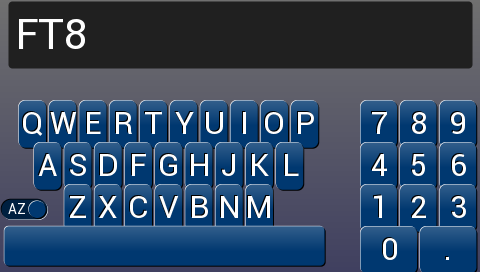 FT8
Q W E R T Y U I O P 7 8 9
A S D F G H J K L 4 5 6
AZ Z X C V B N M 1 2 3
0 .